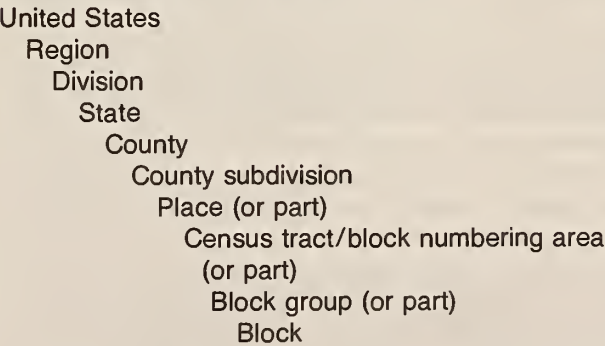 United States
Region
Division
State
County
County subdivision
Place (or part)
Census tract/block numbering area
(or part)
Block group (or part)
Block